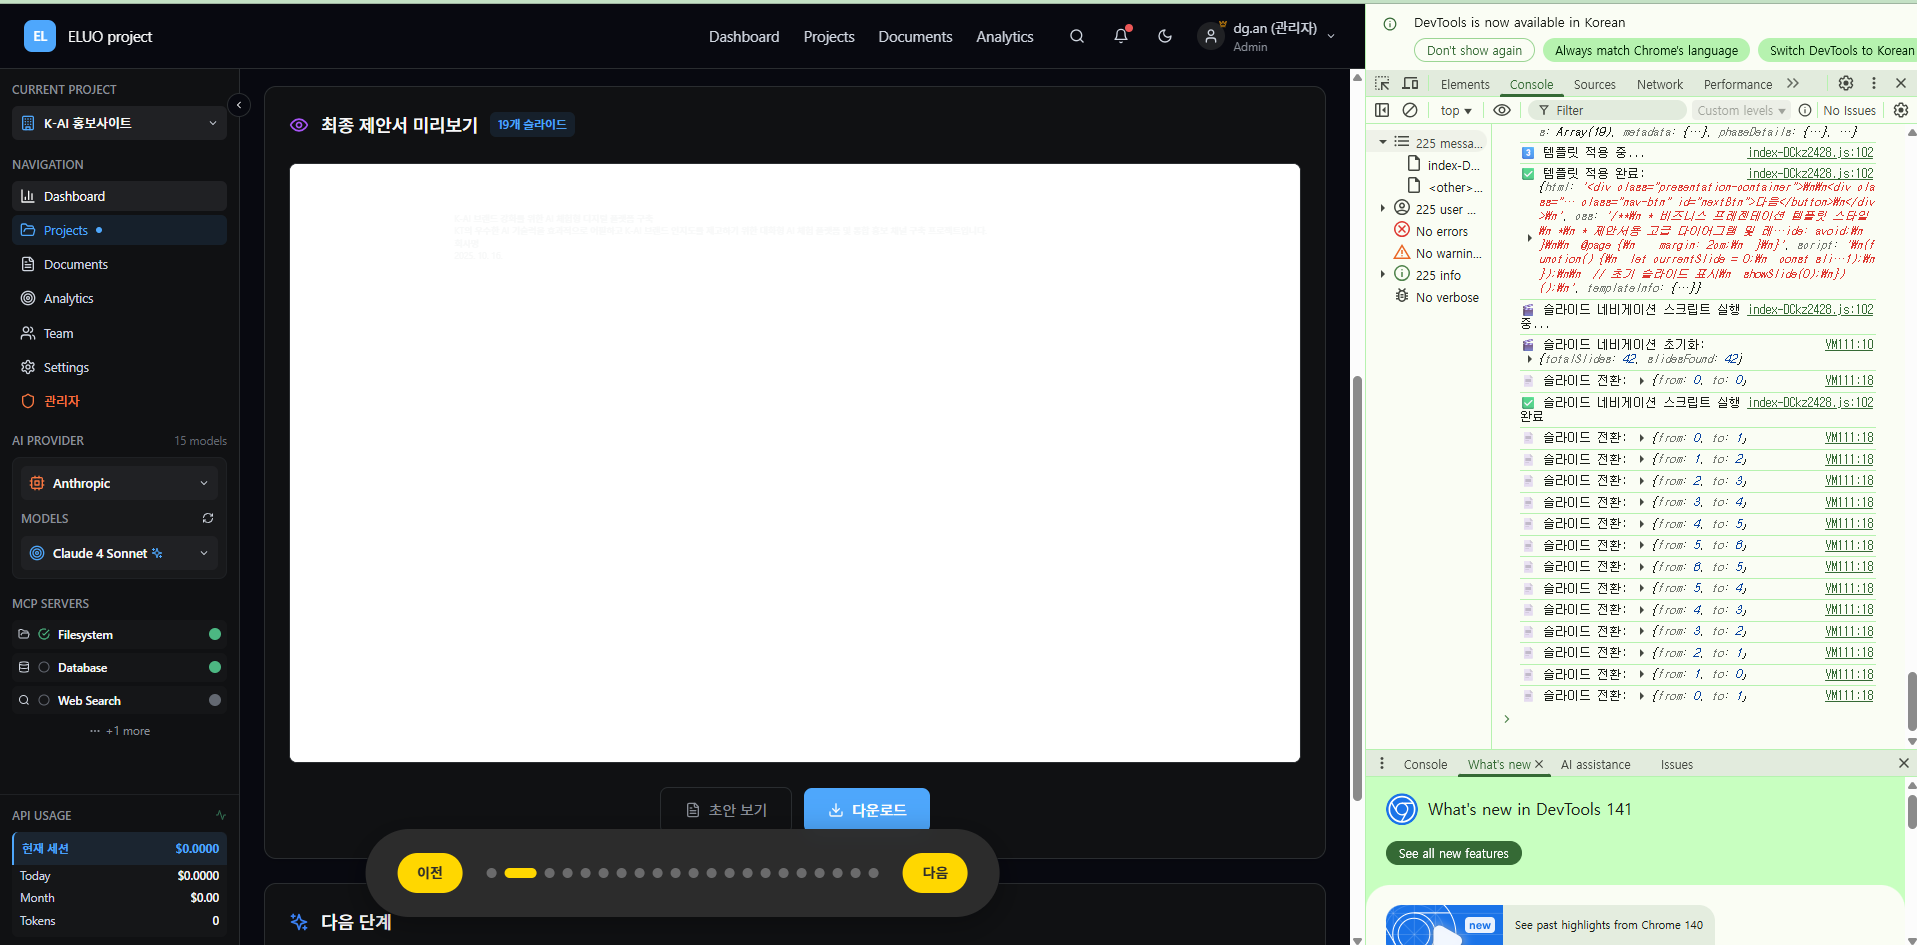 EL ELUO project
Dashboard Projects Documents Analytics
dg.an (관리자)
Admin
CURRENT PROJECT
K-AI 홍보사이트
NAVIGATION
Dashboard
Projects
Documents
Analytics
Team
Settings
관리자
AI PROVIDER 15 models
Anthropic
MODELS
Claude 4 Sonnet
MCP SERVERS
Filesystem
Database
Web Search
··· +1 more
API USAGE
현재 세션 $0.0000
Today $0.0000
Month $0.00
Tokens 0
최종 제안서 미리보기 19개 슬라이드
초안 보기 다운로드
이전 다음
다음 단계
DevTools is now available in Korean
Don't show again Always match Chrome's language Switch DevTools to Korean
Elements Console Sources Network Performance
top Filter Custom levels No Issues
225 messa...
index-D...
<other>...
225 user ...
No errors
No warnin...
225 info
No verbose
s: Array(19), metadata: {…}, phaseDetails: {…}, …}
3 템플릿 적용 중... index-DCkz2428.js:102
템플릿 적용 완료: index-DCkz2428.js:102
{html: '<div class="presentation-container">₩n₩n<div cla
ss="… class="nav-btn" id="nextBtn">다음</button>₩n</di
v>₩n', css: '/**₩n * 비즈니스 프레젠테이션 템플릿 스타일
₩n *₩n * 제안서용 고급 다이어그램 및 레…ide: avoid;₩n
}₩n₩n  @page {₩n    margin: 2cm;₩n  }₩n}', script: '₩n(f
unction() {₩n  let currentSlide = 0;₩n  const sli…1);₩n
});₩n₩n  // 초기 슬라이드 표시₩n  showSlide(0);₩n})
();₩n', templateInfo: {…}}
슬라이드 네비게이션 스크립트 실행 index-DCkz2428.js:102
중...
슬라이드 네비게이션 초기화: VM111:10
{totalSlides: 42, slidesFound: 42}
슬라이드 전환: {from: 0, to: 0} VM111:18
슬라이드 네비게이션 스크립트 실행 index-DCkz2428.js:102
완료
슬라이드 전환: {from: 0, to: 1} VM111:18
슬라이드 전환: {from: 1, to: 2} VM111:18
슬라이드 전환: {from: 2, to: 3} VM111:18
슬라이드 전환: {from: 3, to: 4} VM111:18
슬라이드 전환: {from: 4, to: 5} VM111:18
슬라이드 전환: {from: 5, to: 6} VM111:18
슬라이드 전환: {from: 6, to: 5} VM111:18
슬라이드 전환: {from: 5, to: 4} VM111:18
슬라이드 전환: {from: 4, to: 3} VM111:18
슬라이드 전환: {from: 3, to: 2} VM111:18
슬라이드 전환: {from: 2, to: 1} VM111:18
슬라이드 전환: {from: 1, to: 0} VM111:18
슬라이드 전환: {from: 0, to: 1} VM111:18
Console What's new AI assistance Issues
What's new in DevTools 141
See all new features
new See past highlights from Chrome 140